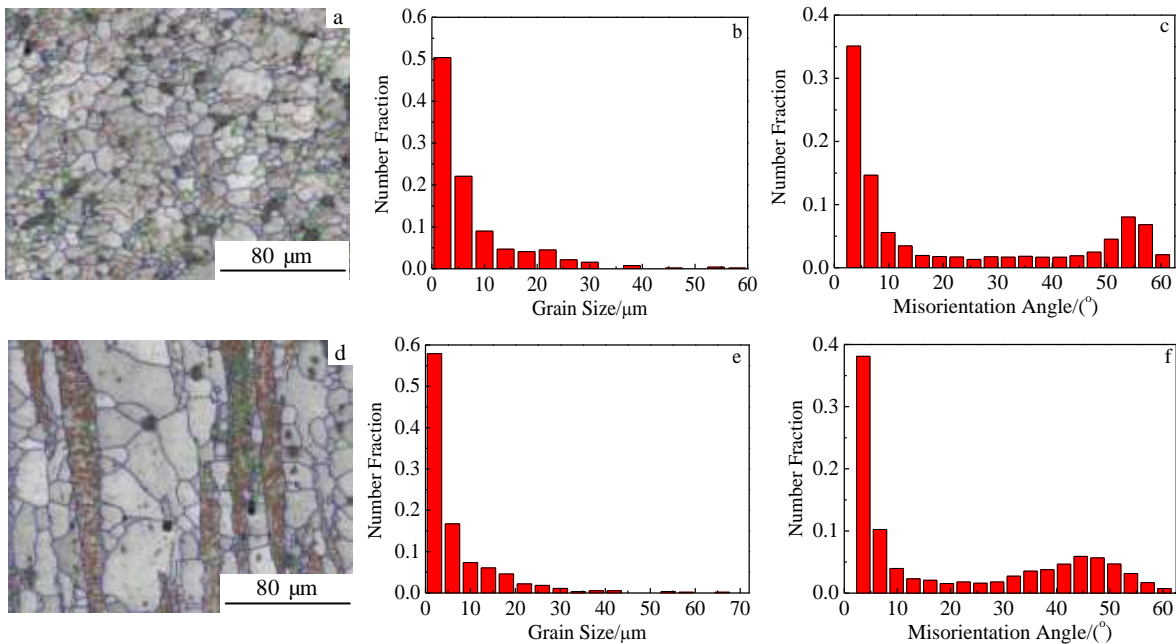 a
80 μm
b
Number Fraction
0.6
0.5
0.5
0.5
0.2
0.1
0.0
0 10 20 30 40 50 60
Grain Size/μm
c
Number Fraction
0.4
0.3
0.2
0.1
0.0
0 10 20 30 40 50 60
Misorientation Angle/(°)
d
80 μm
e
Number Fraction
0.6
0.5
0.4
0.3
0.2
0.1
0.0
0 10 20 30 40 50 60 70
Grain Size/μm
f
Number Fraction
0.4
0.3
0.2
0.1
0.0
0 10 20 30 40 50 60
Misorientation Angle/(°)